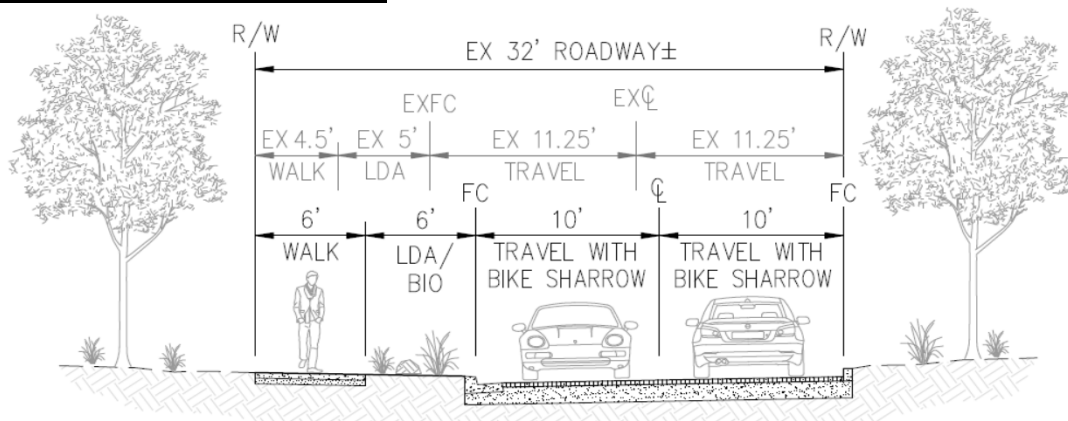 R/W R/W
EX 32' ROADWAY±
EXFC EX℄
EX 4.5' EX 5' EX 11.25' EX 11.25'
WALK LDA TRAVEL TRAVEL
FC ℄ FC
6' 6' 10' 10'
WALK LDA/ TRAVEL WITH TRAVEL WITH
BIO BIKE SHARROW BIKE SHARROW